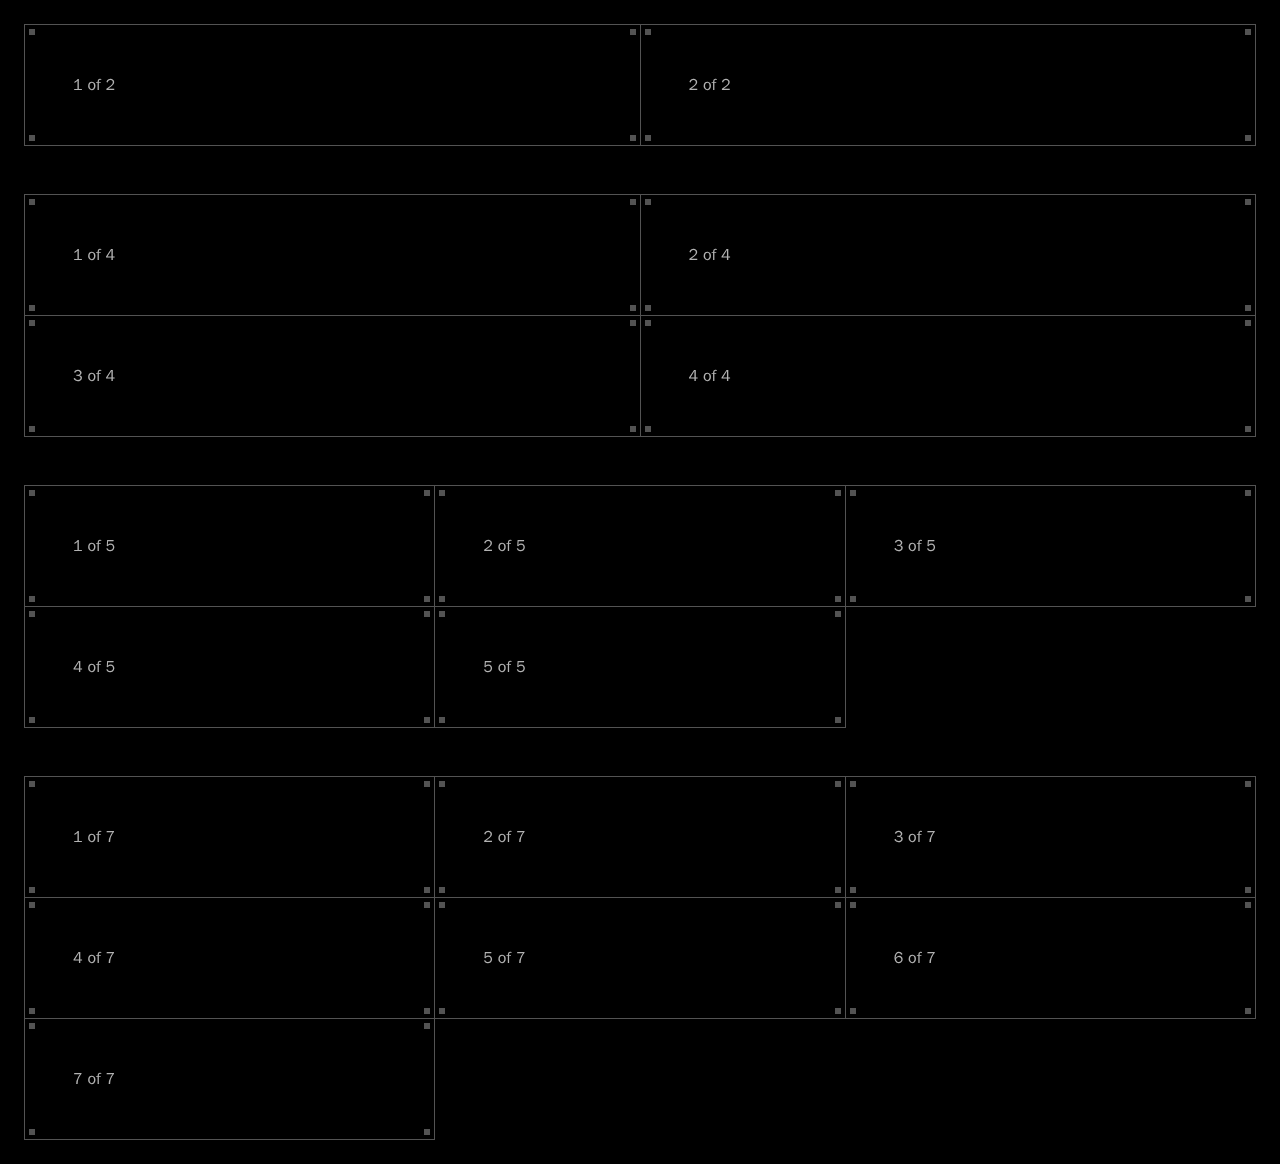 1 of 2
2 of 2
1 of 4
2 of 4
3 of 4
4 of 4
1 of 5
2 of 5
3 of 5
4 of 5
5 of 5
1 of 7
2 of 7
3 of 7
4 of 7
5 of 7
6 of 7
7 of 7